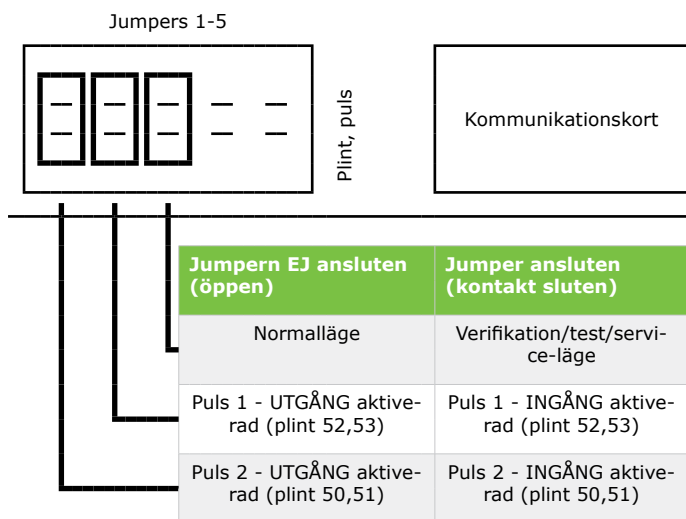 Jumpers 1-5
Plint, puls
Kommunikationskort
Jumpern EJ ansluten
(öppen)
Jumper ansluten
(kontakt sluten)
Normalläge
Verifikation/test/servi-
ce-läge
Puls 1 - UTGÅNG aktive-
rad (plint 52,53)
Puls 1 - INGÅNG aktive-
rad (plint 52,53)
Puls 2 - UTGÅNG aktive-
rad (plint 50,51)
Puls 2 - INGÅNG aktive-
rad (plint 50,51)